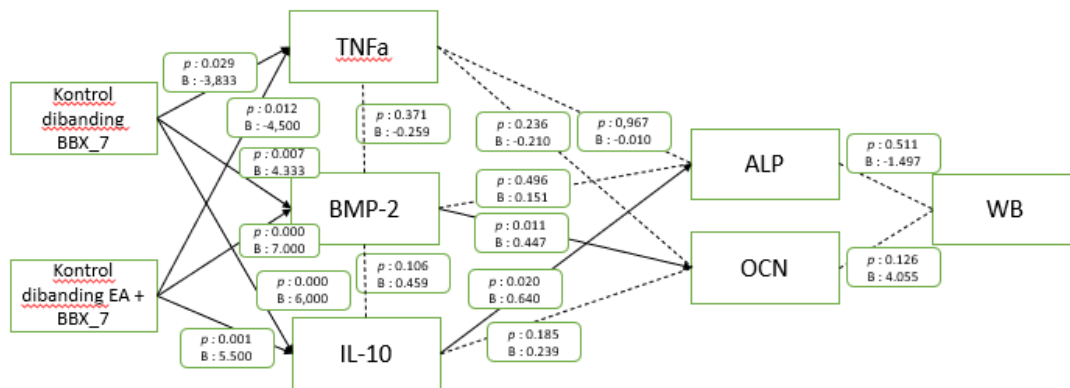 TNFa
p : 0.029
B : -3,833
Kontrol
dibanding
BBX_7
p : 0.012
B : -4,500
p : 0.371
B : -0.259
p : 0.236
B : -0.210
p : 0,967
B : -0.010
ALP
p : 0.511
B : -1.497
p : 0.007
B : 4.333
BMP-2
p : 0.496
B : 0.151
WB
p : 0.011
B : 0.447
p : 0.000
B : 7.000
OCN
p : 0.126
B : 4.055
Kontrol
dibanding EA +
BBX_7
p : 0.106
B : 0.459
p : 0.000
B : 6,000
p : 0.020
B : 0.640
p : 0.001
B : 5.500
IL-10
p : 0.185
B : 0.239